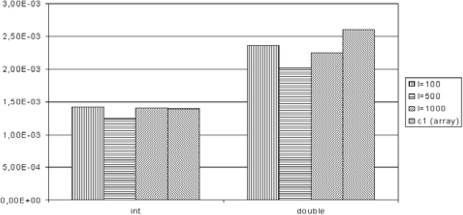 3,00E-03
2,50E-03
2,00E-03
1,50E-03
1,00E-03
5,00E-04
0,00E+00
int double
l=100
l=500
l=1000
c1 (array)